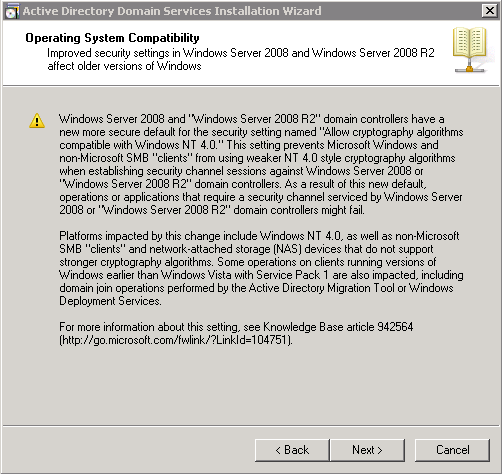 Active Directory Domain Services Installation Wizard
Operating System Compatibility
Improved security settings in Windows Server 2008 and Windows Server 2008 R2
affect older versions of Windows
Windows Server 2008 and "Windows Server 2008 R2" domain controllers have a
new more secure default for the security setting named "Allow cryptography algorithms
compatible with Windows NT 4.0." This setting prevents Microsoft Windows and
non-Microsoft SMB "clients" from using weaker NT 4.0 style cryptography algorithms
when establishing security channel sessions against Windows Server 2008 or
"Windows Server 2008 R2" domain controllers. As a result of this new default,
operations or applications that require a security channel serviced by Windows Server
2008 or "Windows Server 2008 R2" domain controllers might fail.
Platforms impacted by this change include Windows NT 4.0, as well as non-Microsoft
SMB "clients" and network-attached storage (NAS) devices that do not support
stronger cryptography algorithms. Some operations on clients running versions of
Windows earlier than Windows Vista with Service Pack 1 are also impacted, including
domain join operations performed by the Active Directory Migration Tool or Windows
Deployment Services.
For more information about this setting, see Knowledge Base article 942564
(http://go.microsoft.com/fwlink/?LinkId=104751).
< Back
Next >
Cancel